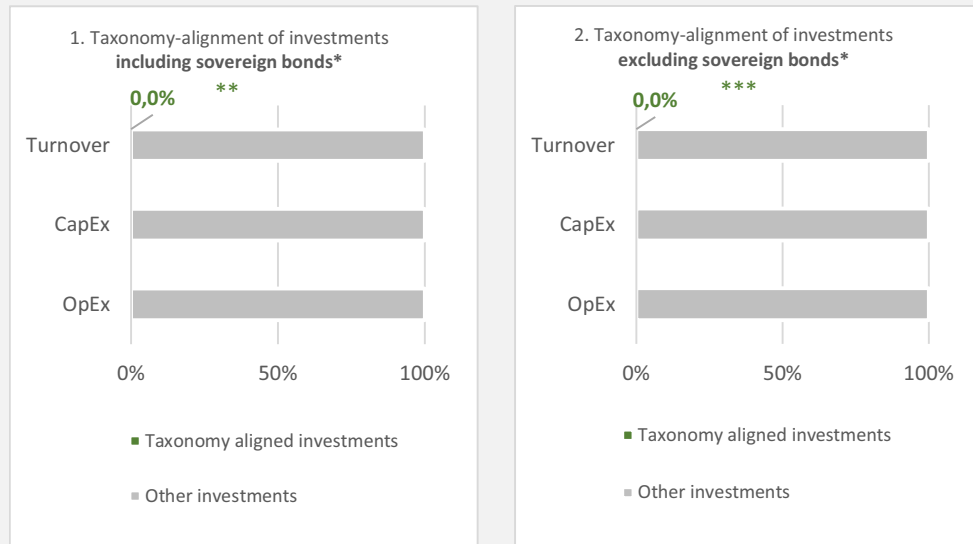 1. Taxonomy-alignment of investments
including sovereign bonds*
0,0%
**
Turnover
CapEx
OpEx
0%
50%
100%
Taxonomy aligned investments
Other investments
2. Taxonomy-alignment of investments
excluding sovereign bonds*
0,0%
***
Turnover
CapEx
OpEx
0%
50%
100%
Taxonomy aligned investments
Other investments